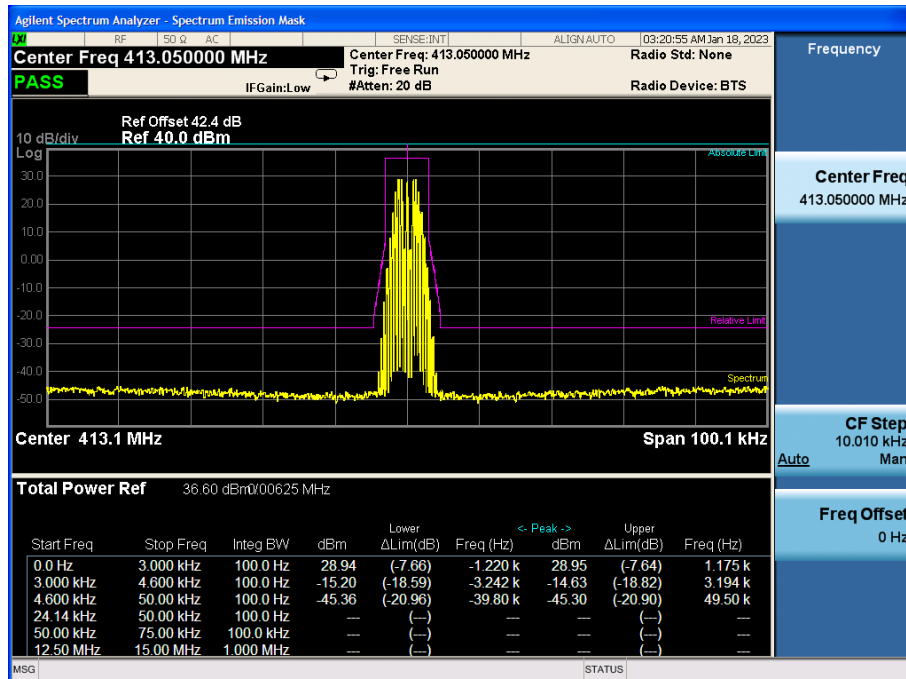 Agilent Spectrum Analyzer - Spectrum Emission Mask
LXI RF 50 Ω AC SENSE:INT ALIGN AUTO 03:20:55 AM Jan 18, 2023
Center Freq 413.050000 MHz
Center Freq: 413.050000 MHz
Radio Std: None
Trig: Free Run
PASS
IFGain:Low
#Atten: 20 dB
Radio Device: BTS
Ref Offset 42.4 dB
10 dB/div Ref 40.0 dBm
Log
Absolute Limit
30.0
20.0
10.0
0.00
-10.0
-20.0
Relative Limit
-30.0
-40.0
Spectrum
-50.0
Center 413.1 MHz Span 100.1 kHz
Total Power Ref 36.60 dBm/0.00625 MHz
Lower <- Peak -> Upper
Start Freq Stop Freq Integ BW dBm ΔLim(dB) Freq (Hz) dBm ΔLim(dB) Freq (Hz)
0.0 Hz 3.000 kHz 100.0 Hz 28.94 (-7.66) -1.220 k 28.95 (-7.64) 1.175 k
3.000 kHz 4.600 kHz 100.0 Hz -15.20 (-18.59) -3.242 k -14.63 (-18.82) 3.194 k
4.600 kHz 50.00 kHz 100.0 Hz -45.36 (-20.96) -39.80 k -45.30 (-20.90) 49.50 k
24.14 kHz 50.00 kHz 100.0 Hz --- (---) --- --- (---) ---
50.00 kHz 75.00 kHz 100.0 kHz --- (---) --- --- (---) ---
12.50 MHz 15.00 MHz 1.000 MHz --- (---) --- --- (---) ---
MSG STATUS
Frequency
Center Freq
413.050000 MHz
CF Step
10.010 kHz
Auto Man
Freq Offset
0 Hz